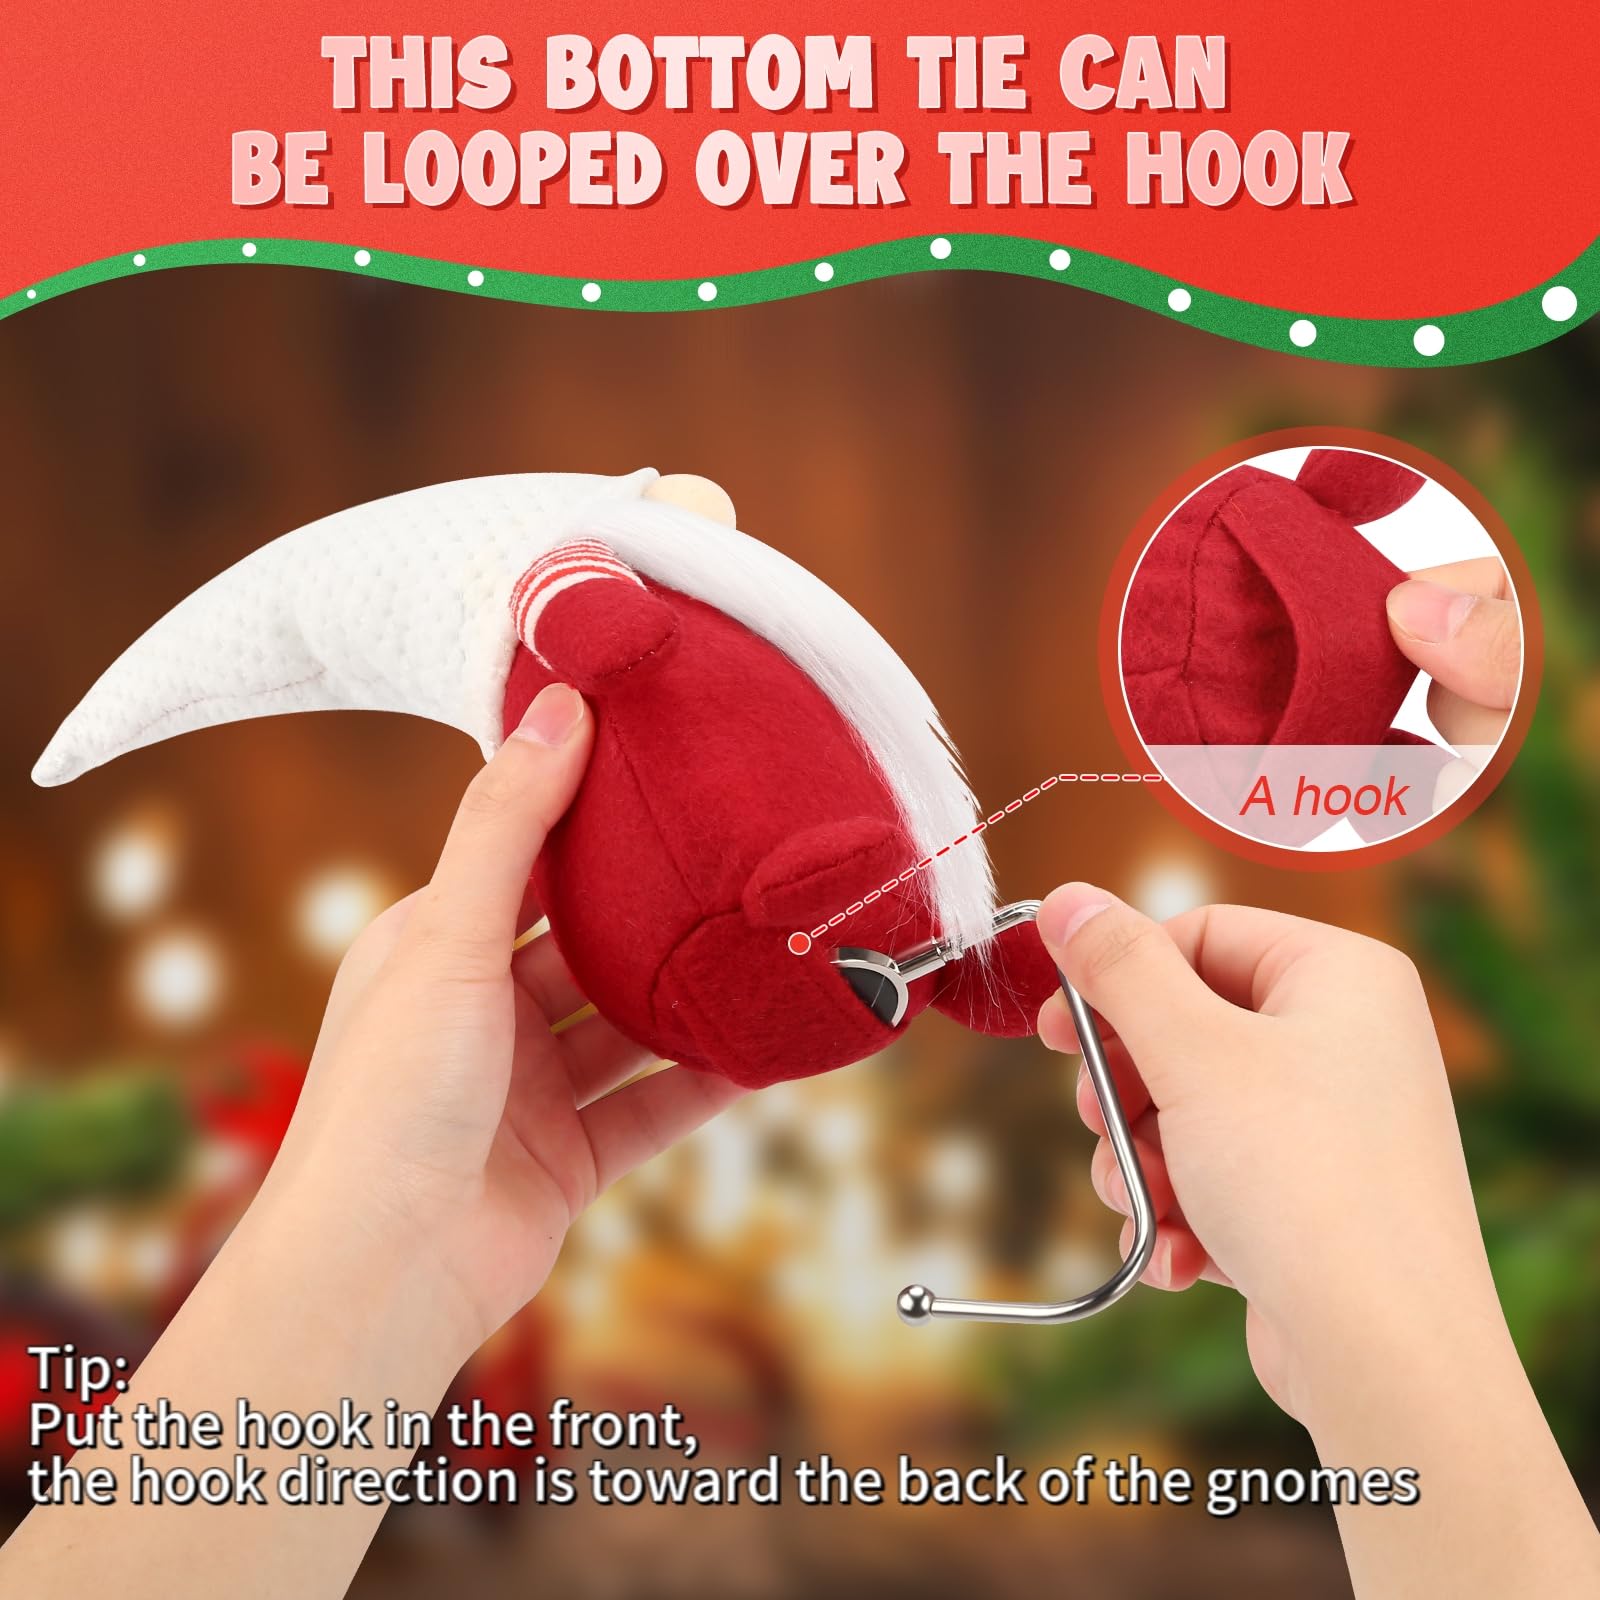 THIS BOTTOM TIE CAN
BE LOOPED OVER THE HOOK
A hook
Tip:
Put the hook in the front,
the hook direction is toward the back of the gnomes